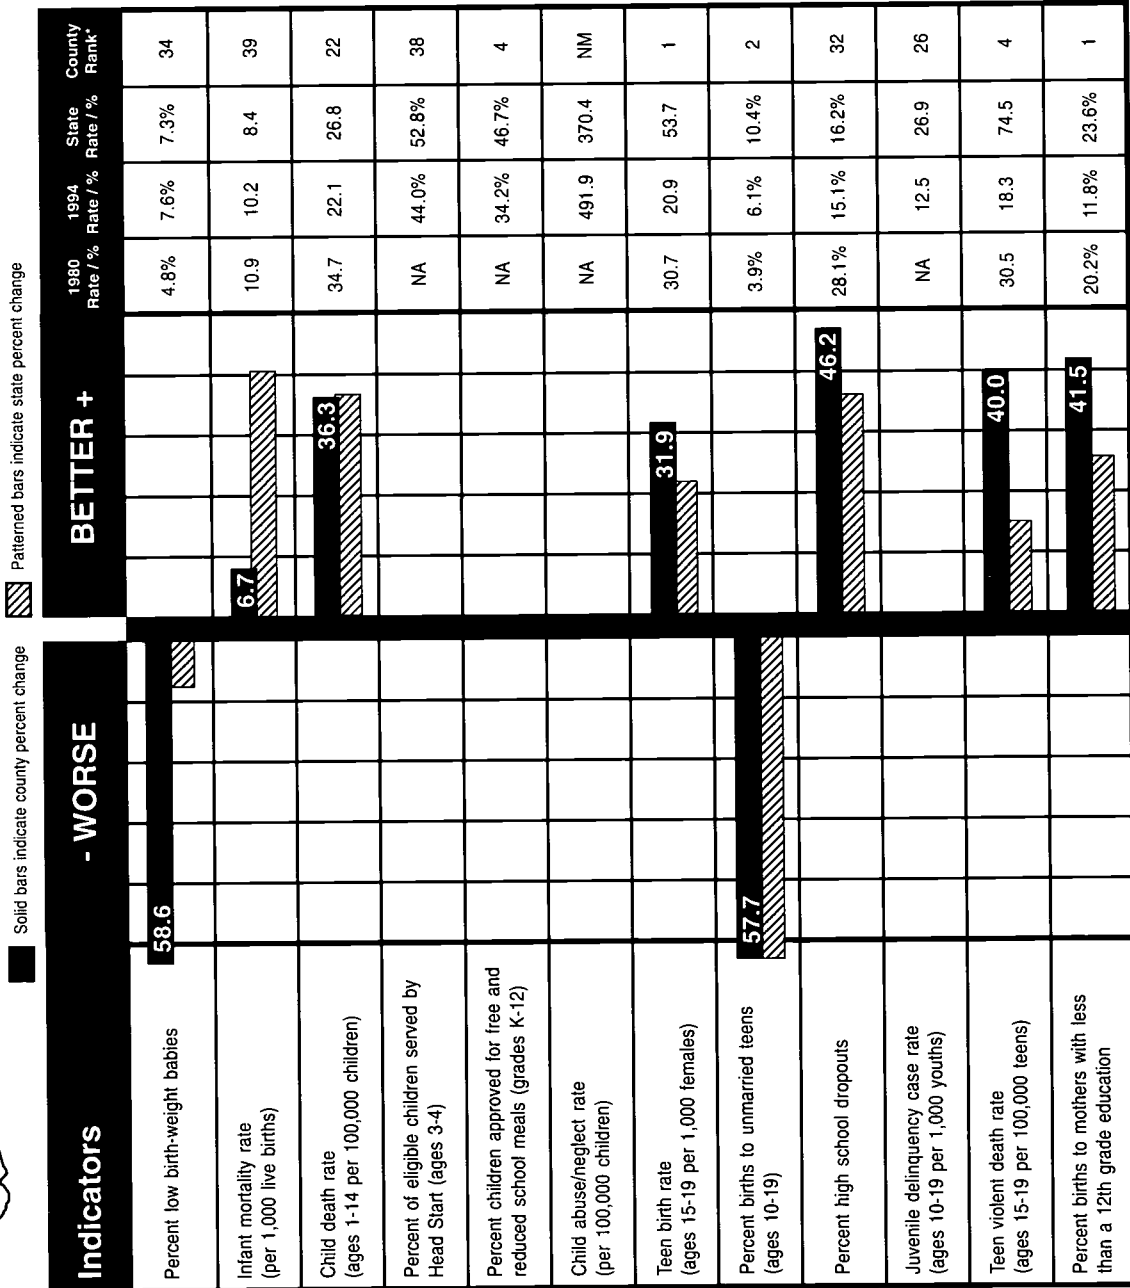 Solid bars indicate county percent change
Patterned bars indicate state percent change
Indicators - WORSE BETTER + 1980 Rate / % 1994 Rate / % State Rate / % County Rank*
Percent low birth-weight babies 58.6 4.8% 7.6% 7.3% 34
Infant mortality rate
(per 1,000 live births) 6.7 10.9 10.2 8.4 39
Child death rate
(ages 1-14 per 100,000 children) 36.3 34.7 22.1 26.8 22
Percent of eligible children served by
Head Start (ages 3-4) NA 44.0% 52.8% 38
Percent children approved for free and
reduced school meals (grades K-12) NA 34.2% 46.7% 4
Child abuse/neglect rate
(per 100,000 children) NA 491.9 370.4 NM
Teen birth rate
(ages 15-19 per 1,000 females) 31.9 30.7 20.9 53.7 1
Percent births to unmarried teens
(ages 10-19) 57.7 3.9% 6.1% 10.4% 2
Percent high school dropouts 46.2 28.1% 15.1% 16.2% 32
Juvenile delinquency case rate
(ages 10-19 per 1,000 youths) NA 12.5 26.9 26
Teen violent death rate
(ages 15-19 per 100,000 teens) 40.0 30.5 18.3 74.5 4
Percent births to mothers with less
than a 12th grade education 41.5 20.2% 11.8% 23.6% 1